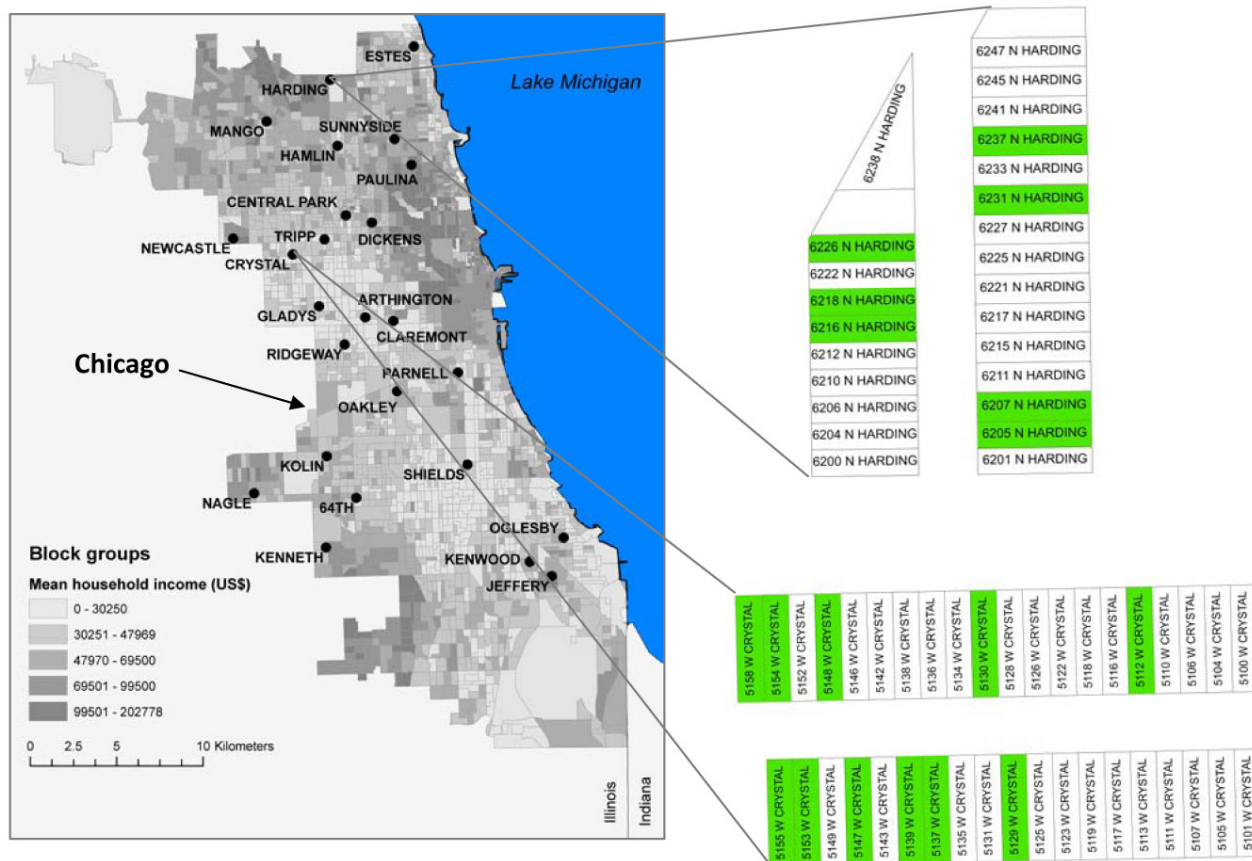 ESTES
Lake Michigan
HARDING
MANGO
SUNNYSIDE
HAMLIN
PAULINA
CENTRAL PARK
NEWCASTLE
TRIPP
DICKENS
CRYSTAL
ARTHINGTON
GLADYS
CLAREMONT
RIDGEWAY
Chicago
PARNELL
OAKLEY
KOLIN
SHIELDS
NAGLE
64TH
OGLESBY
KENNETH
KENWOOD
JEFFERY
Block groups
Mean household income (US$)
0 - 30250
30251 - 47969
47970 - 69500
69501 - 99500
99501 - 202778
0 2.5 5 10 Kilometers
Illinois
Indiana
6238 N HARDING
6226 N HARDING
6222 N HARDING
6218 N HARDING
6216 N HARDING
6212 N HARDING
6210 N HARDING
6206 N HARDING
6204 N HARDING
6200 N HARDING
6247 N HARDING
6245 N HARDING
6241 N HARDING
6237 N HARDING
6233 N HARDING
6231 N HARDING
6227 N HARDING
6225 N HARDING
6221 N HARDING
6217 N HARDING
6215 N HARDING
6211 N HARDING
6207 N HARDING
6205 N HARDING
6201 N HARDING
5158 W CRYSTAL
5154 W CRYSTAL
5152 W CRYSTAL
5148 W CRYSTAL
5146 W CRYSTAL
5142 W CRYSTAL
5138 W CRYSTAL
5136 W CRYSTAL
5134 W CRYSTAL
5130 W CRYSTAL
5128 W CRYSTAL
5126 W CRYSTAL
5122 W CRYSTAL
5118 W CRYSTAL
5116 W CRYSTAL
5112 W CRYSTAL
5110 W CRYSTAL
5106 W CRYSTAL
5104 W CRYSTAL
5100 W CRYSTAL
5155 W CRYSTAL
5153 W CRYSTAL
5149 W CRYSTAL
5147 W CRYSTAL
5143 W CRYSTAL
5139 W CRYSTAL
5137 W CRYSTAL
5135 W CRYSTAL
5131 W CRYSTAL
5129 W CRYSTAL
5125 W CRYSTAL
5123 W CRYSTAL
5119 W CRYSTAL
5117 W CRYSTAL
5113 W CRYSTAL
5111 W CRYSTAL
5107 W CRYSTAL
5105 W CRYSTAL
5101 W CRYSTAL